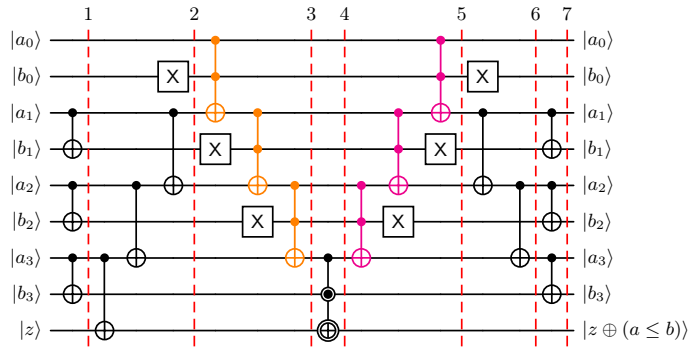 1 2 3 4 5 6 7
|a₀⟩ |a₀⟩
|b₀⟩ X X |b₀⟩
|a₁⟩ |a₁⟩
|b₁⟩ X X |b₁⟩
|a₂⟩ |a₂⟩
|b₂⟩ X X |b₂⟩
|a₃⟩ |a₃⟩
|b₃⟩ |b₃⟩
|z⟩ |z ⊕ (a ≤ b)⟩